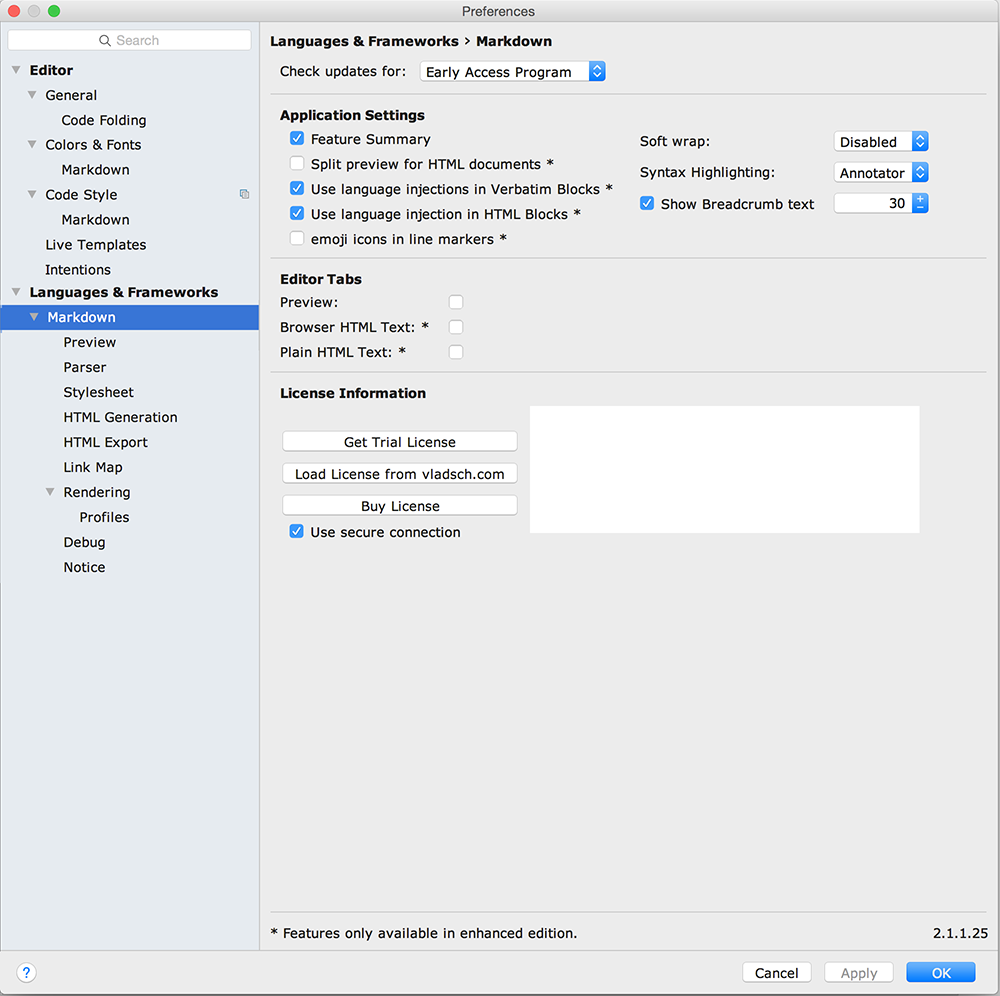 Preferences
Search
Editor
General
Code Folding
Colors & Fonts
Markdown
Code Style
Markdown
Live Templates
Intentions
Languages & Frameworks
Markdown
Preview
Parser
Stylesheet
HTML Generation
HTML Export
Link Map
Rendering
Profiles
Debug
Notice
Languages & Frameworks › Markdown
Check updates for: Early Access Program
Application Settings
Feature Summary
Split preview for HTML documents *
Use language injections in Verbatim Blocks *
Use language injection in HTML Blocks *
emoji icons in line markers *
Soft wrap: Disabled
Syntax Highlighting: Annotator
Show Breadcrumb text 30
Editor Tabs
Preview:
Browser HTML Text: *
Plain HTML Text: *
License Information
Get Trial License
Load License from vladsch.com
Buy License
Use secure connection
* Features only available in enhanced edition. 2.1.1.25
? Cancel Apply OK